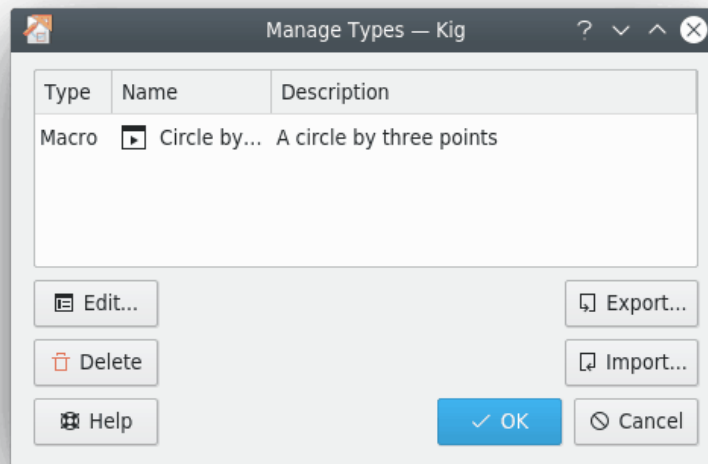 Manage Types — Kig
Type Name Description
Macro Circle by... A circle by three points
Edit... Export...
Delete Import...
Help OK Cancel